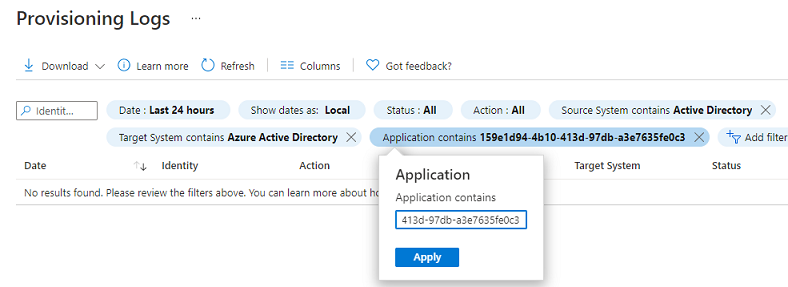 Provisioning Logs ...
Download Learn more Refresh Columns Got feedback?
Identit... Date : Last 24 hours Show dates as: Local Status : All Action : All Source System contains Active Directory
Target System contains Azure Active Directory Application contains 159e1d94-4b10-413d-97db-a3e7635fe0c3 Add filter
Date Identity Action Target System Status
No results found. Please review the filters above. You can learn more about
Application
Application contains
413d-97db-a3e7635fe0c3
Apply